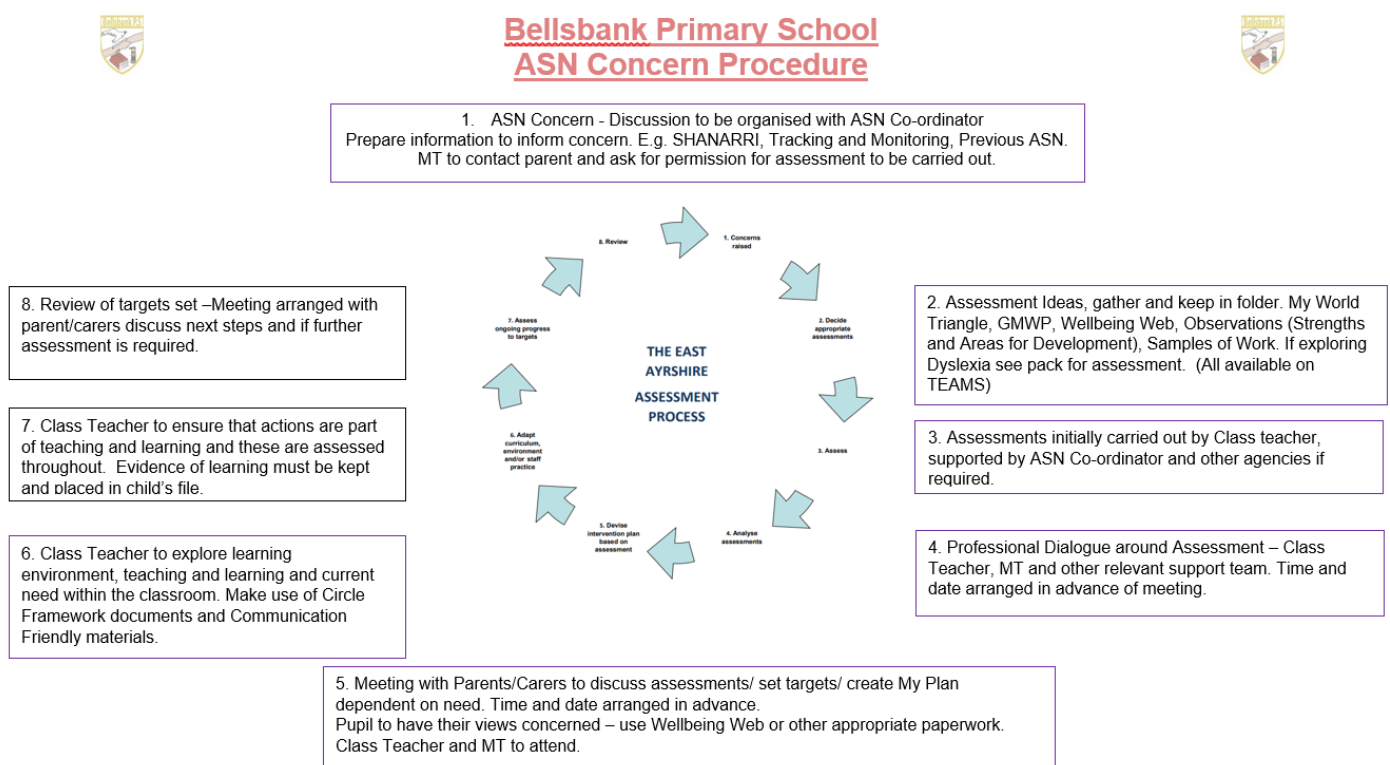 Bellsbank P.S
Bellsbank P.S
Bellsbank Primary School
ASN Concern Procedure
1. ASN Concern - Discussion to be organised with ASN Co-ordinator
Prepare information to inform concern. E.g. SHANARRI, Tracking and Monitoring, Previous ASN.
MT to contact parent and ask for permission for assessment to be carried out.
8. Review
1. Concerns
raised
7. Assess
ongoing progress
to targets
2. Decide
appropriate
assessments
THE EAST
AYRSHIRE
ASSESSMENT
PROCESS
6. Adapt
curriculum,
environment
and/or staff
practice
3. Assess
5. Devise
intervention plan
based on
assessment
4. Analyse
assessments
2. Assessment Ideas, gather and keep in folder. My World
Triangle, GMWP, Wellbeing Web, Observations (Strengths
and Areas for Development), Samples of Work. If exploring
Dyslexia see pack for assessment.  (All available on
TEAMS)
3. Assessments initially carried out by Class teacher,
supported by ASN Co-ordinator and other agencies if
required.
4. Professional Dialogue around Assessment – Class
Teacher, MT and other relevant support team. Time and
date arranged in advance of meeting.
5. Meeting with Parents/Carers to discuss assessments/ set targets/ create My Plan
dependent on need. Time and date arranged in advance.
Pupil to have their views concerned – use Wellbeing Web or other appropriate paperwork.
Class Teacher and MT to attend.
6. Class Teacher to explore learning
environment, teaching and learning and current
need within the classroom. Make use of Circle
Framework documents and Communication
Friendly materials.
7. Class Teacher to ensure that actions are part
of teaching and learning and these are assessed
throughout.  Evidence of learning must be kept
and placed in child's file.
8. Review of targets set –Meeting arranged with
parent/carers discuss next steps and if further
assessment is required.